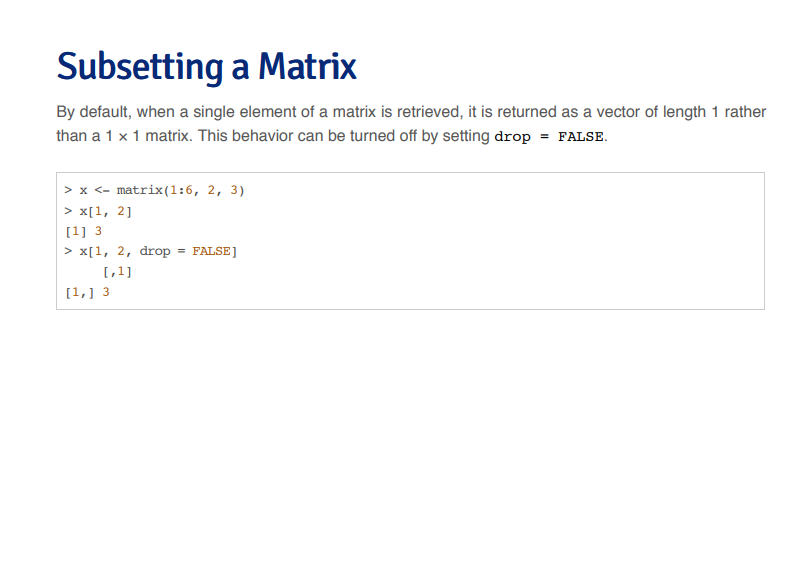 Subsetting a Matrix
By default, when a single element of a matrix is retrieved, it is returned as a vector of length 1 rather
than a 1 × 1 matrix. This behavior can be turned off by setting drop = FALSE.
> x <- matrix(1:6, 2, 3)
> x[1, 2]
[1] 3
> x[1, 2, drop = FALSE]
     [,1]
[1,] 3